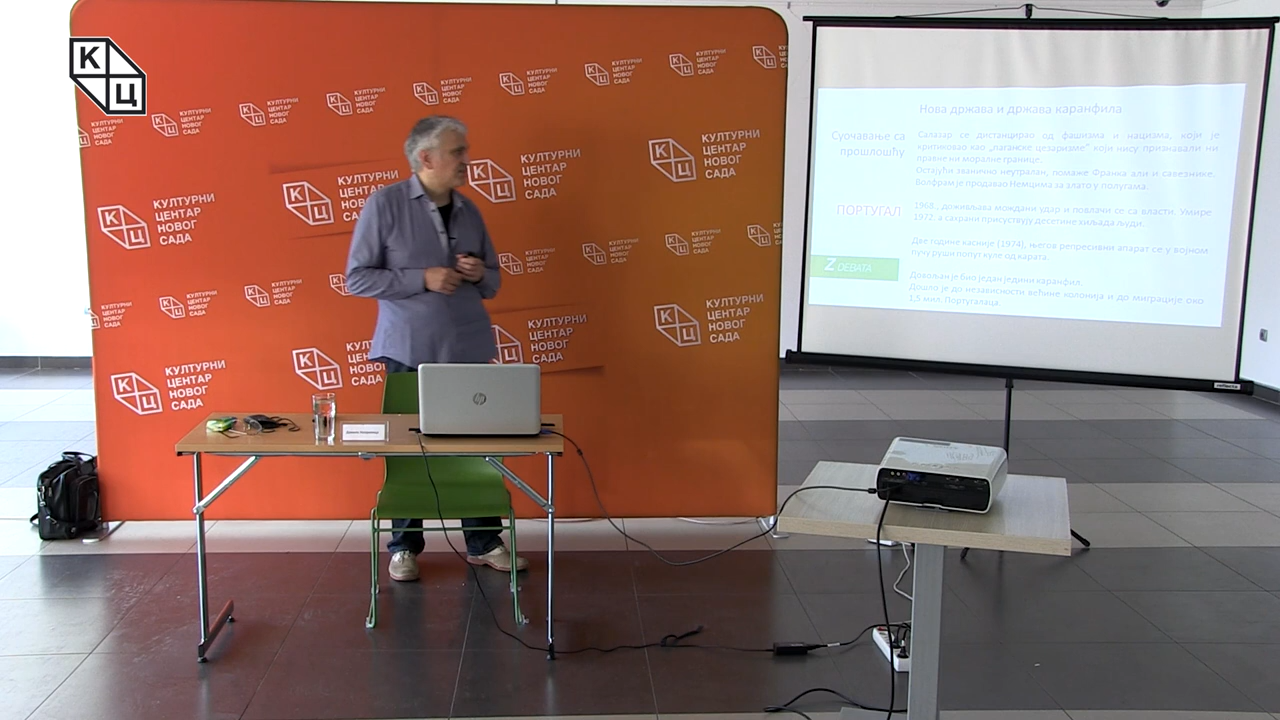 К
Ц
КУЛТУРНИ
ЦЕНТАР
НОВОГ
САДА
Нова држава и држава каранфила
Суочавање са
прошлошћу
ПОРТУГАЛ
Z DEBATA
Салазар се дистанцирао од фашизма и нацизма, који је
критиковао као „паганске цезаризме“ који нису признавали ни
правне ни моралне границе.
Остајући званично неутралан, помаже Франка али и савезнике.
Волфрам је продавао Немцима за злато у полугама.
1968., доживљава мождани удар и повлачи се са власти. Умире
1972. а сахрани присуствују десетине хиљада људи.
Две године касније (1974), његов репресивни апарат се у војном
пучу руши попут куле од карата.
Довољан је био један једини каранфил.
Дошло је до независности већине колонија и до миграције око
1,5 мил. Португалаца.
hp
reflecta